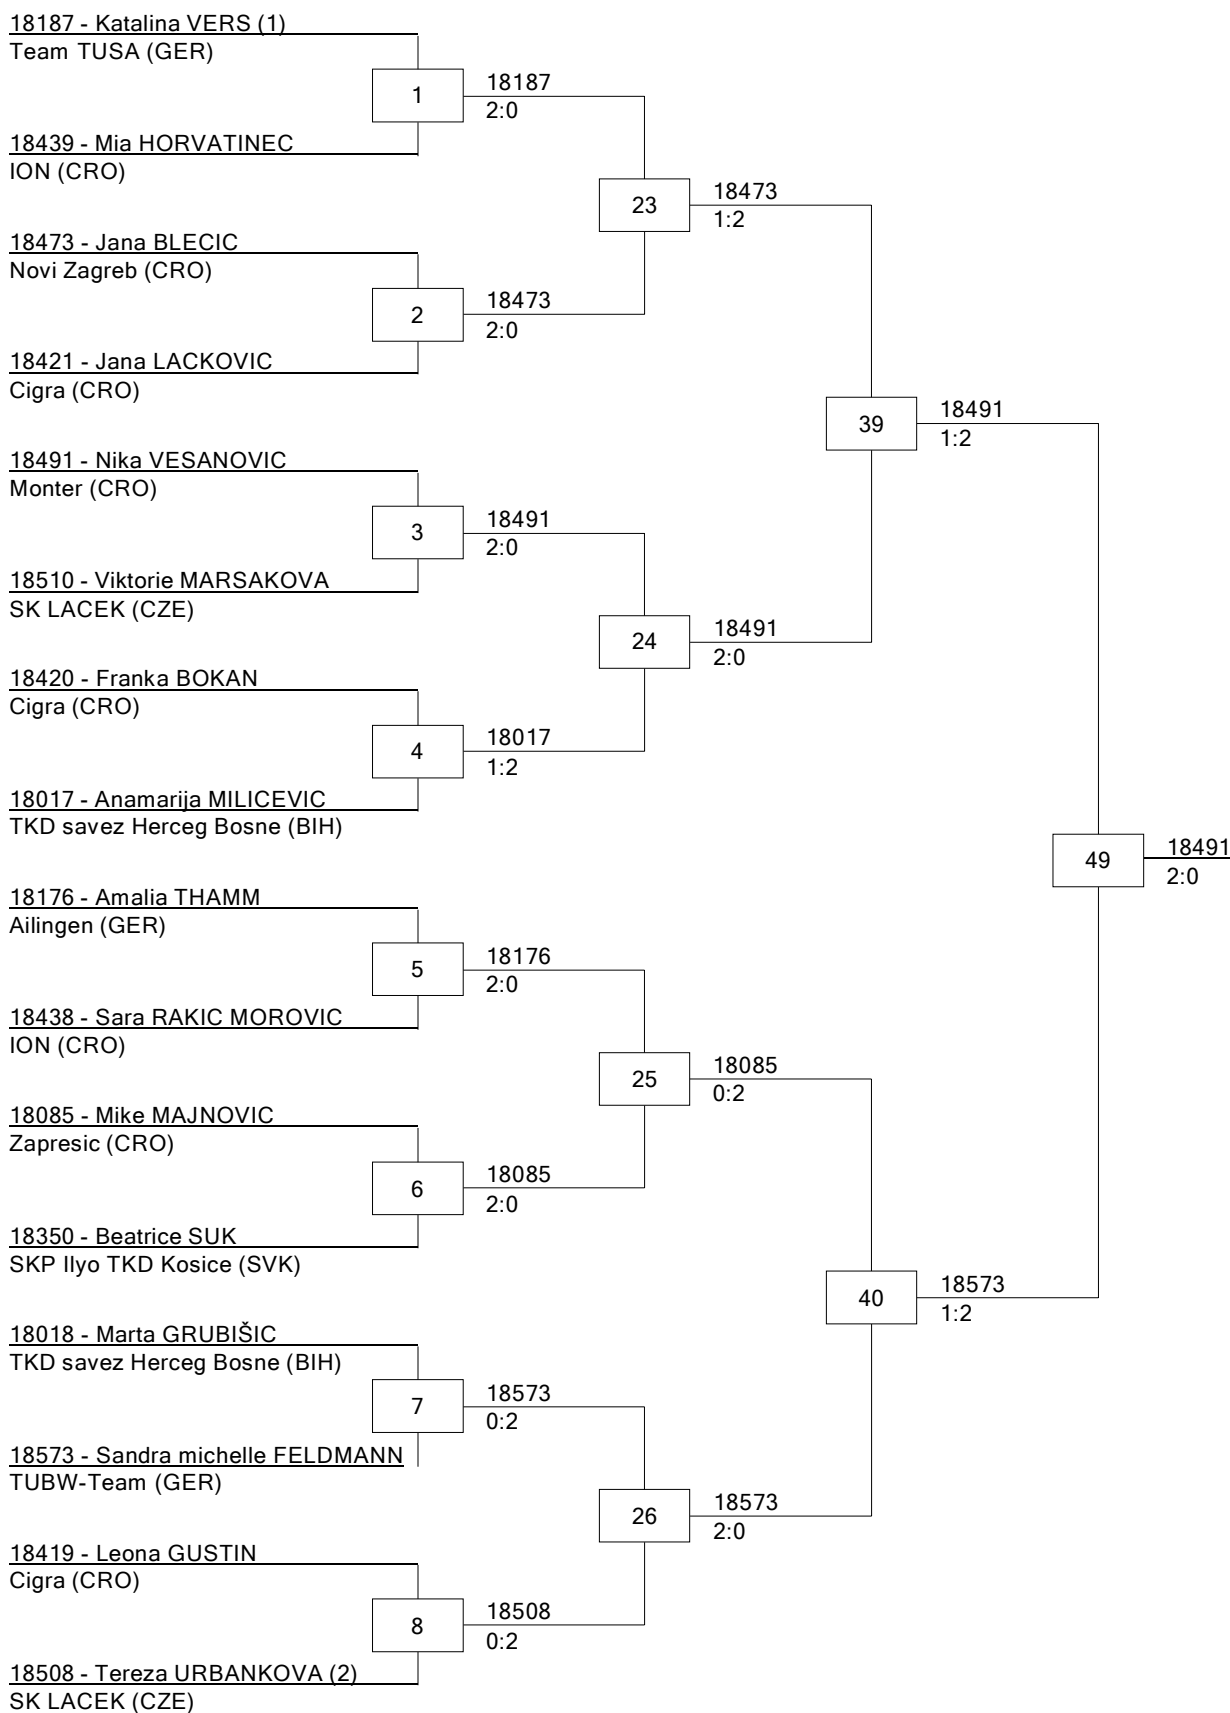 18187 - Katalina VERS (1)
Team TUSA (GER)
1
18187
2:0
18439 - Mia HORVATINEC
ION (CRO)
23
18473
1:2
18473 - Jana BLECIC
Novi Zagreb (CRO)
2
18473
2:0
18421 - Jana LACKOVIC
Cigra (CRO)
39
18491
1:2
18491 - Nika VESANOVIC
Monter (CRO)
3
18491
2:0
18510 - Viktorie MARSAKOVA
SK LACEK (CZE)
24
18491
2:0
18420 - Franka BOKAN
Cigra (CRO)
4
18017
1:2
18017 - Anamarija MILICEVIC
TKD savez Herceg Bosne (BIH)
49
18491
2:0
18176 - Amalia THAMM
Ailingen (GER)
5
18176
2:0
18438 - Sara RAKIC MOROVIC
ION (CRO)
25
18085
0:2
18085 - Mike MAJNOVIC
Zapresic (CRO)
6
18085
2:0
18350 - Beatrice SUK
SKP Ilyo TKD Kosice (SVK)
40
18573
1:2
18018 - Marta GRUBIŠIC
TKD savez Herceg Bosne (BIH)
7
18573
0:2
18573 - Sandra michelle FELDMANN
TUBW-Team (GER)
26
18573
2:0
18419 - Leona GUSTIN
Cigra (CRO)
8
18508
0:2
18508 - Tereza URBANKOVA (2)
SK LACEK (CZE)